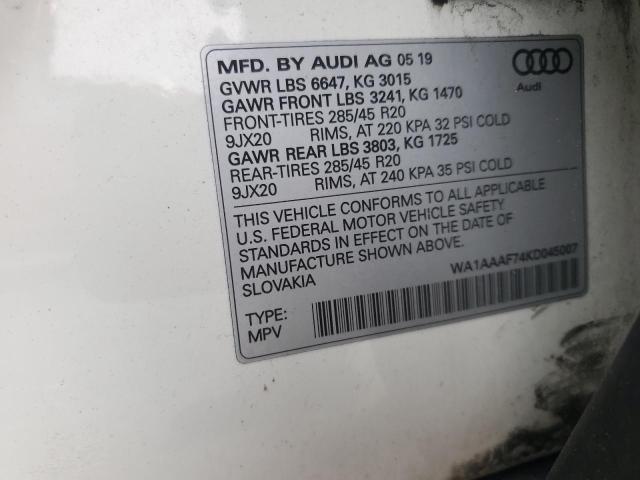 MFD. BY AUDI AG 05 19
GVWR LBS 6647, KG 3015
GAWR FRONT LBS 3241, KG 1470
FRONT-TIRES 285/45 R20
9JX20 RIMS, AT 220 KPA 32 PSI COLD
GAWR REAR LBS 3803, KG 1725
REAR-TIRES 285/45 R20
9JX20 RIMS, AT 240 KPA 35 PSI COLD
Audi
THIS VEHICLE CONFORMS TO ALL APPLICABLE
U.S. FEDERAL MOTOR VEHICLE SAFETY
STANDARDS IN EFFECT ON THE DATE OF
MANUFACTURE SHOWN ABOVE.
SLOVAKIA
WA1AAAF74KD045007
TYPE:
MPV